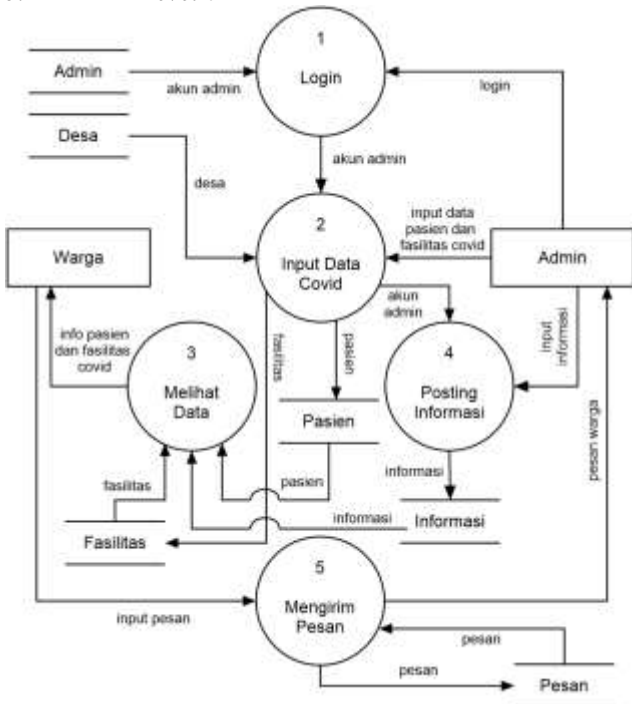 1
Login
Admin
akun admin
login
Desa
akun admin
desa
2
Input Data
Covid
input data
pasien dan
fasilitas covid
Warga
Admin
akun
admin
info pasien
dan fasilitas
covid
fasilitas
pasien
input
informasi
3
Melihat
Data
4
Posting
Informasi
Pasien
pesan warga
informasi
pasien
fasilitas
informasi
Informasi
Fasilitas
5
Mengirim
Pesan
input pesan
pesan
pesan
Pesan